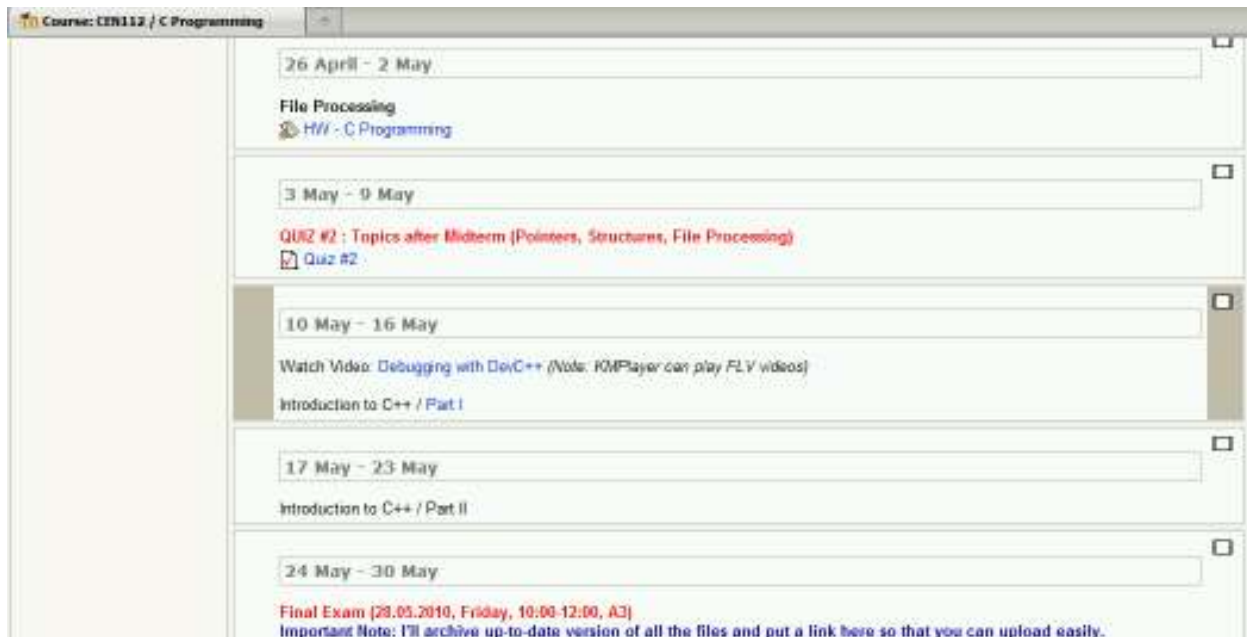 Course: CEN112 / C Programming
26 April - 2 May
File Processing
HW - C Programming
3 May - 9 May
QUIZ #2 : Topics after Midterm (Pointers, Structures, File Processing)
Quiz #2
10 May - 16 May
Watch Video: Debugging with DevC++ (Note: KMPlayer can play FLV videos)
Introduction to C++ / Part I
17 May - 23 May
Introduction to C++ / Part II
24 May - 30 May
Final Exam (28.05.2010, Friday, 10:00-12:00, A3)
Important Note: I'll archive up-to-date version of all the files and put a link here so that you can upload easily.